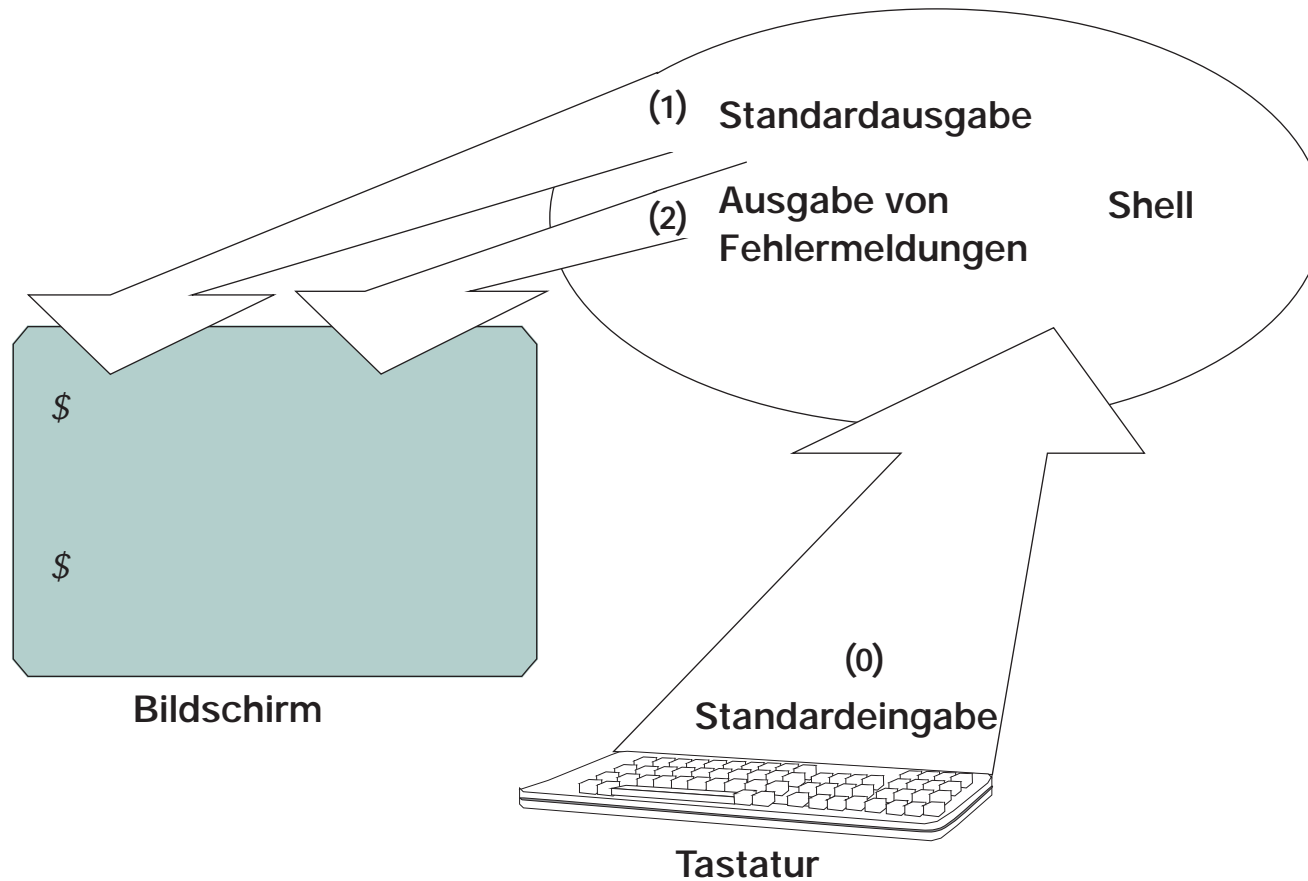 (1) Standardausgabe
(2) Ausgabe von
Fehlermeldungen
Shell
$
$
Bildschirm
(0)
Standardeingabe
Tastatur